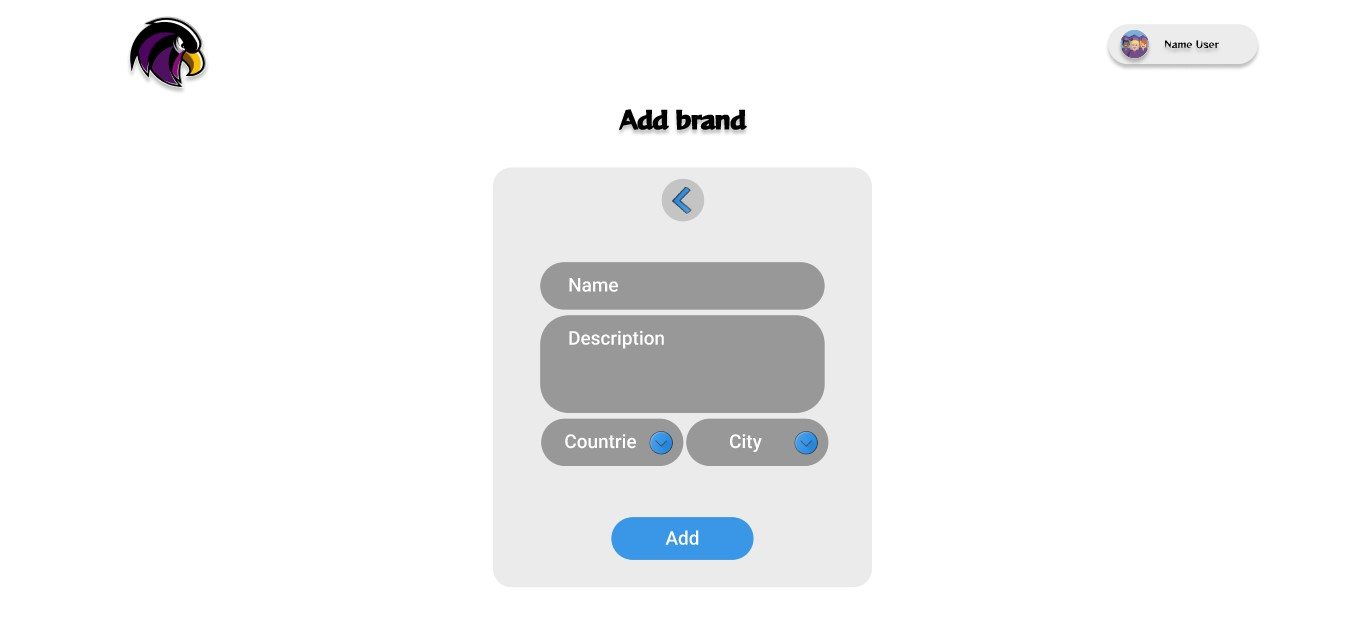 Name User
Add brand
Name
Description
Countrie
City
Add